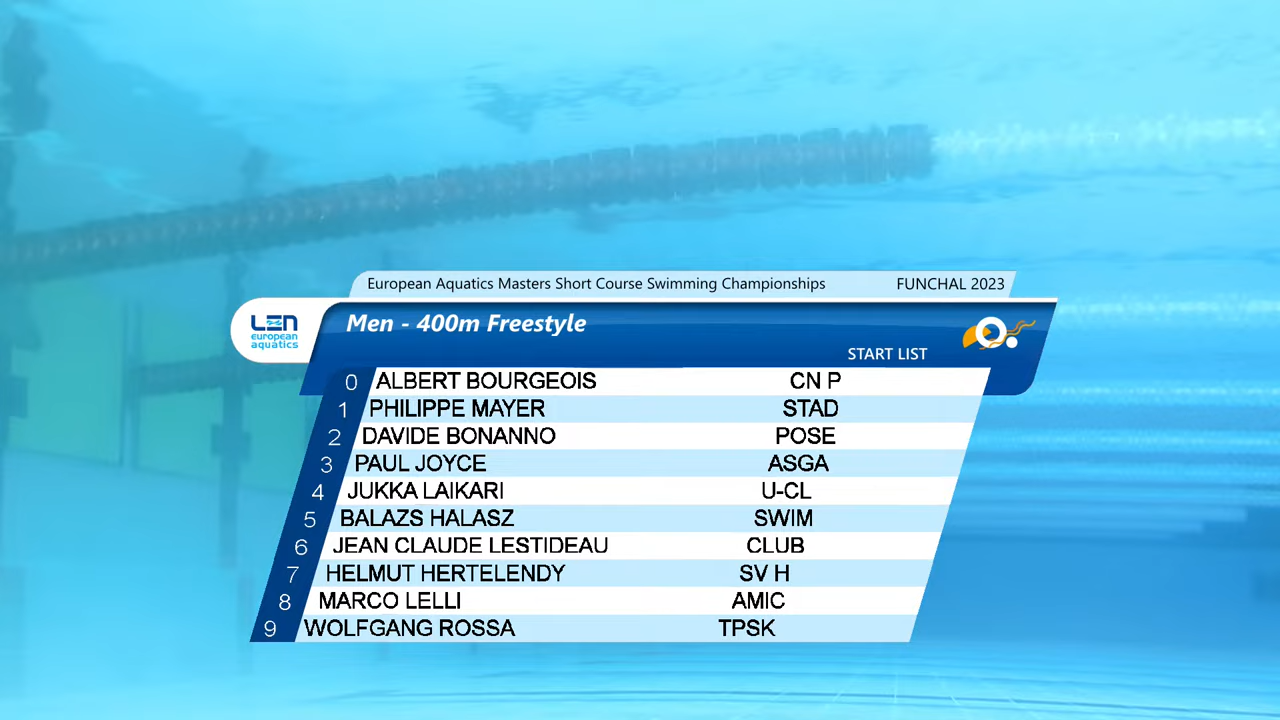 European Aquatics Masters Short Course Swimming Championships FUNCHAL 2023
LEN
european
aquatics
Men - 400m Freestyle
START LIST
0 ALBERT BOURGEOIS CN P
1 PHILIPPE MAYER STAD
2 DAVIDE BONANNO POSE
3 PAUL JOYCE ASGA
4 JUKKA LAIKARI U-CL
5 BALAZS HALASZ SWIM
6 JEAN CLAUDE LESTIDEAU CLUB
7 HELMUT HERTELENDY SV H
8 MARCO LELLI AMIC
9 WOLFGANG ROSSA TPSK